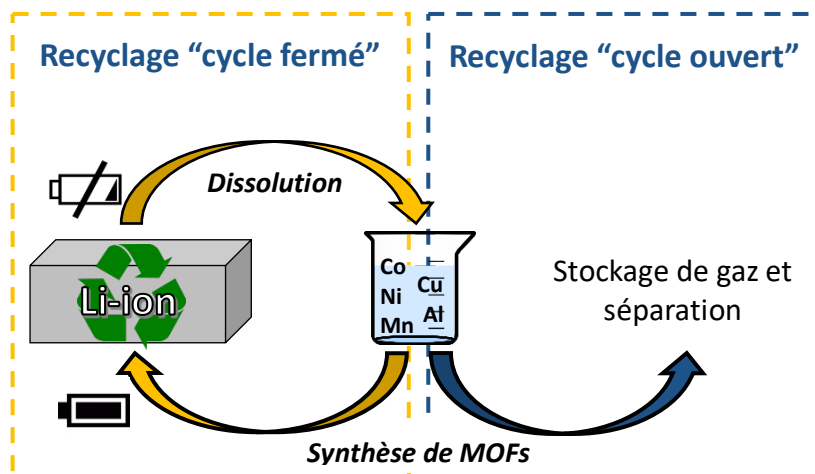 Recyclage “cycle fermé”
Recyclage “cycle ouvert”
Dissolution
Li-ion
Co
Ni
Mn
Cu
Al
Stockage de gaz et
séparation
Synthèse de MOFs